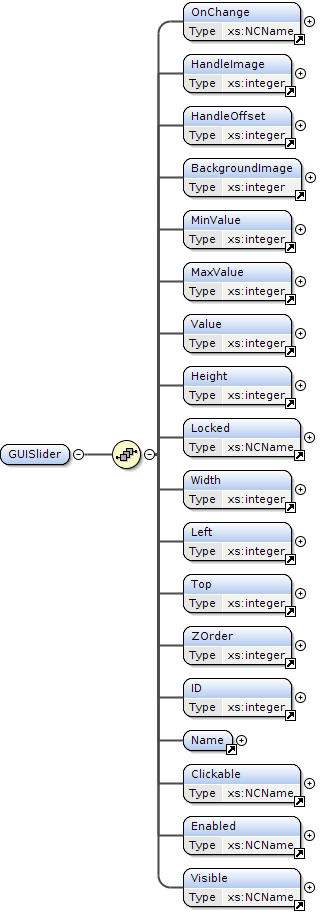 OnChange
Type xs:NCName
HandleImage
Type xs:integer
HandleOffset
Type xs:integer
BackgroundImage
Type xs:integer
MinValue
Type xs:integer
MaxValue
Type xs:integer
Value
Type xs:integer
Height
Type xs:integer
Locked
Type xs:NCName
GUISlider
Width
Type xs:integer
Left
Type xs:integer
Top
Type xs:integer
ZOrder
Type xs:integer
ID
Type xs:integer
Name
Clickable
Type xs:NCName
Enabled
Type xs:NCName
Visible
Type xs:NCName